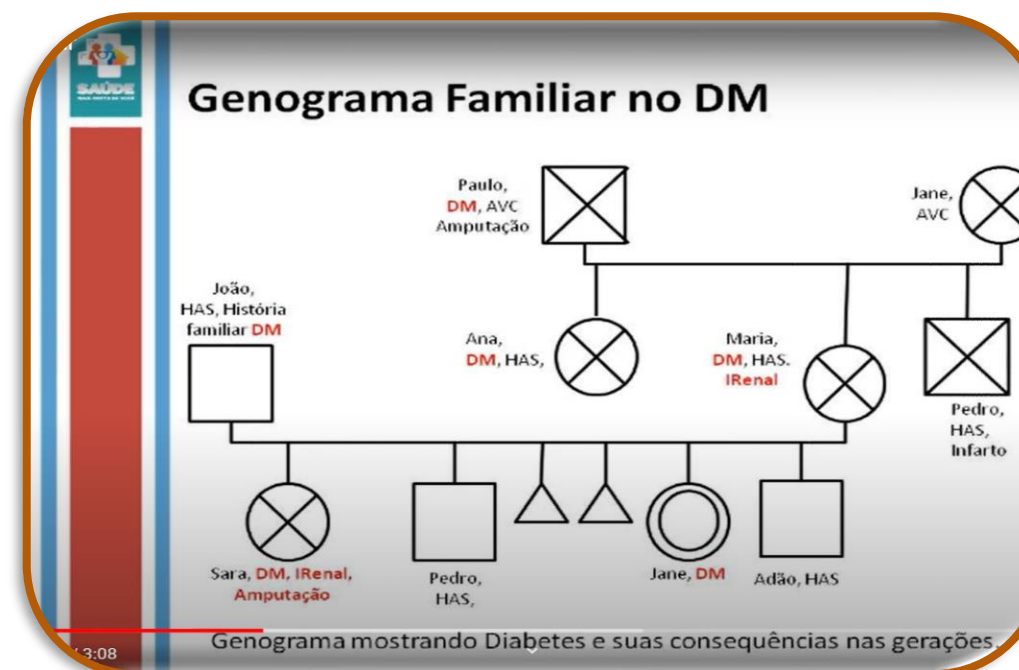 SAÚDE
Genograma Familiar no DM
Paulo,
DM, AVC
Amputação
Jane,
AVC
João,
HAS, História
familiar DM
Ana,
DM, HAS,
Maria,
DM, HAS.
IRenal
Pedro,
HAS,
Infarto
Sara, DM, IRenal,
Amputação
Pedro,
HAS,
Jane, DM
Adão, HAS
Genograma mostrando Diabetes e suas consequências nas gerações.
/ 3:08